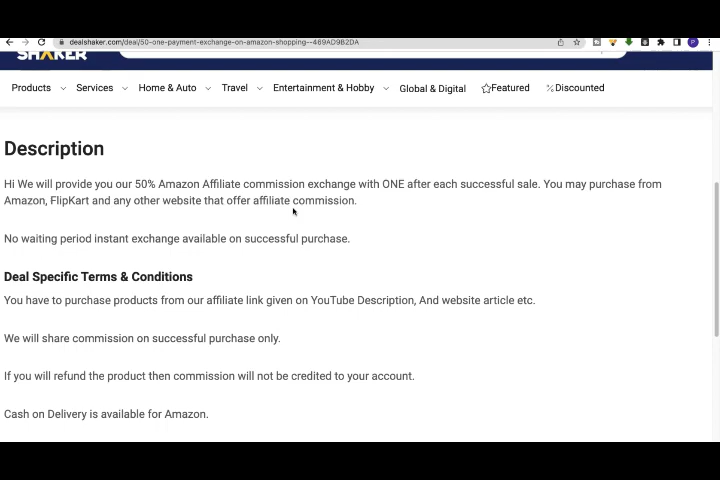 dealshaker.com/deal/50-one-payment-exchange-on-amazon-shopping--469AD9B2DA
SHAKER
Products Services Home & Auto Travel Entertainment & Hobby Global & Digital Featured Discounted
Description
Hi We will provide you our 50% Amazon Affiliate commission exchange with ONE after each successful sale. You may purchase from
Amazon, FlipKart and any other website that offer affiliate commission.
No waiting period instant exchange available on successful purchase.
Deal Specific Terms & Conditions
You have to purchase products from our affiliate link given on YouTube Description, And website article etc.
We will share commission on successful purchase only.
If you will refund the product then commission will not be credited to your account.
Cash on Delivery is available for Amazon.